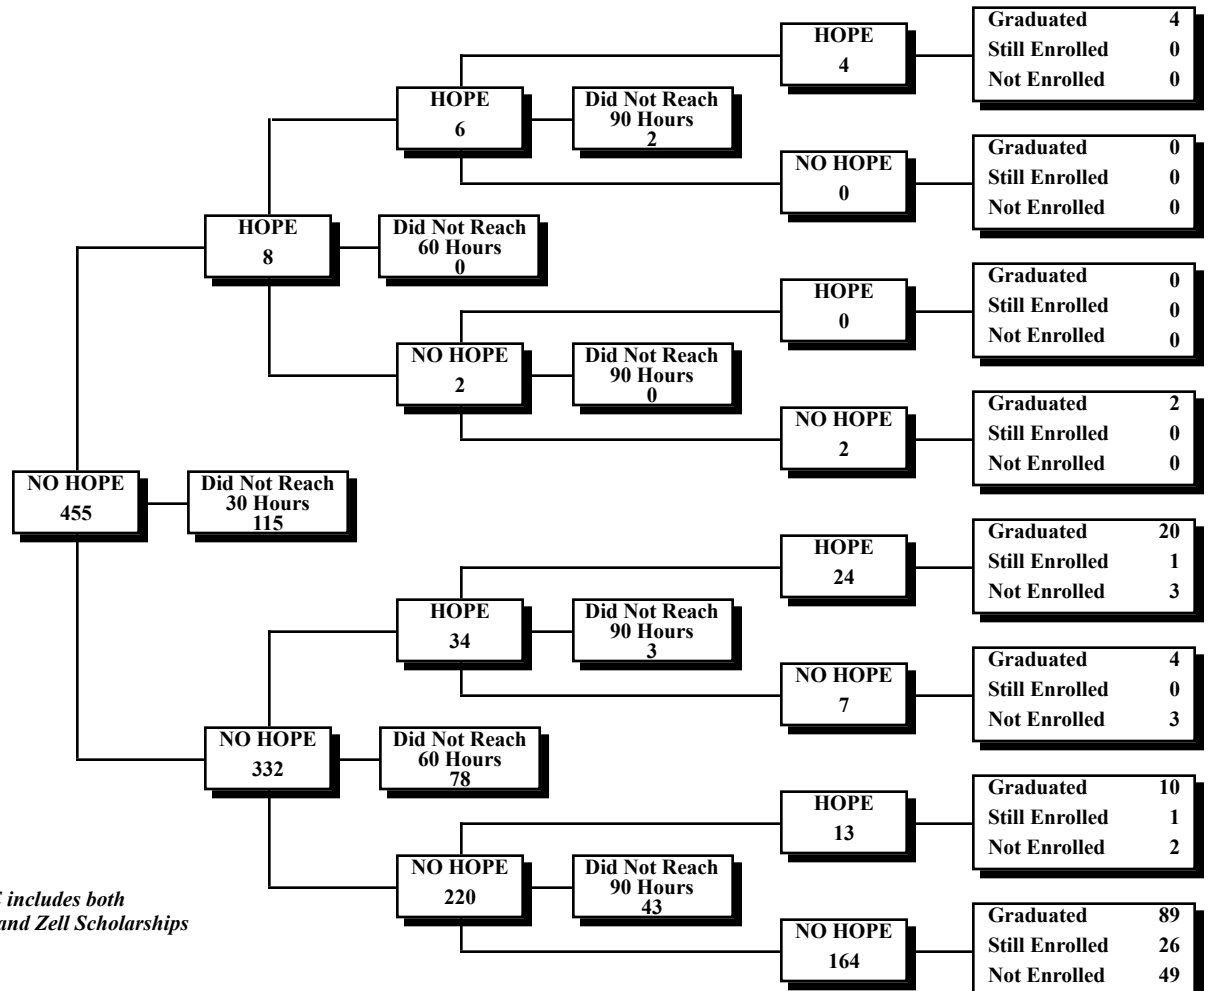 HOPE
4
Graduated 4
Still Enrolled 0
Not Enrolled 0
HOPE
6
Did Not Reach
90 Hours
2
NO HOPE
0
Graduated 0
Still Enrolled 0
Not Enrolled 0
HOPE
8
Did Not Reach
60 Hours
0
HOPE
0
Graduated 0
Still Enrolled 0
Not Enrolled 0
NO HOPE
2
Did Not Reach
90 Hours
0
NO HOPE
2
Graduated 2
Still Enrolled 0
Not Enrolled 0
NO HOPE
455
Did Not Reach
30 Hours
115
HOPE
24
Graduated 20
Still Enrolled 1
Not Enrolled 3
HOPE
34
Did Not Reach
90 Hours
3
NO HOPE
7
Graduated 4
Still Enrolled 0
Not Enrolled 3
NO HOPE
332
Did Not Reach
60 Hours
78
HOPE
13
Graduated 10
Still Enrolled 1
Not Enrolled 2
NO HOPE
220
Did Not Reach
90 Hours
43
NO HOPE
164
Graduated 89
Still Enrolled 26
Not Enrolled 49
includes both
and Zell Scholarships